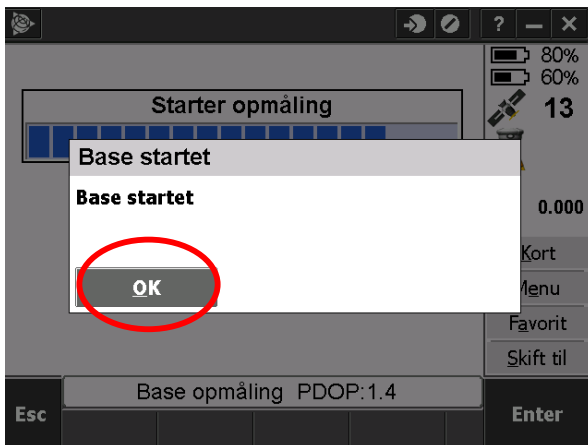 ? — ×
80%
60%
Starter opmåling
13
Base startet
Base startet
0.000
OK
Kort
Menu
Favorit
Skift til
Base opmåling PDOP:1.4
Esc
Enter